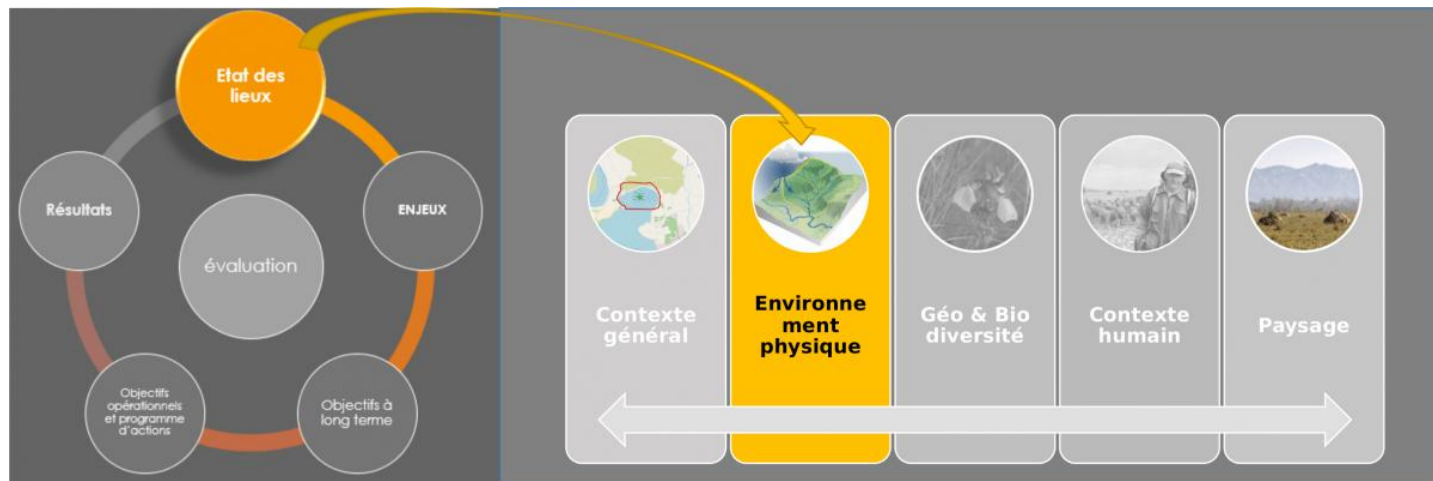 Etat des
lieux
Résultats
ENJEUX
évaluation
Objectifs
opérationnels
et programme
d'actions
Objectifs à
long terme
Contexte
général
Environne
ment
physique
Géo & Bio
diversité
Contexte
humain
Paysage